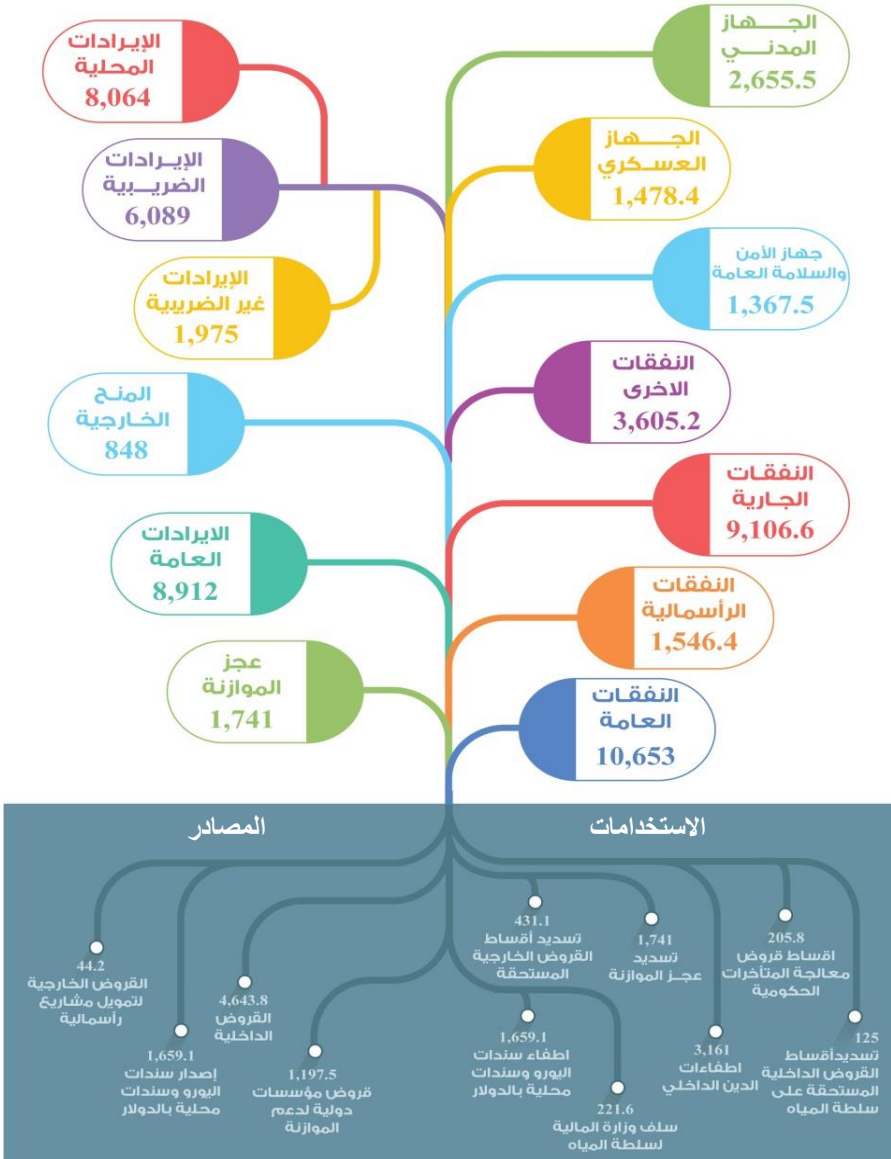 الإيرادات
المحلية
8,064
الإيرادات
الضريبية
6,089
الإيرادات
غير الضريبية
1,975
المنح
الخارجية
848
الايرادات
العامة
8,912
عجز
الموازنة
1,741
الجهاز
المدني
2,655.5
الجهاز
العسكري
1,478.4
جهاز الأمن
والسلامة العامة
1,367.5
النفقات
الاخرى
3,605.2
النفقات
الجارية
9,106.6
النفقات
الرأسمالية
1,546.4
النفقات
العامة
10,653
الاستخدامات
205.8
اقساط قروض
معالجة المتأخرات
الحكومية
1,741
تسديد
عجز الموازنة
431.1
تسديد أقساط
القروض الخارجية
المستحقة
125
تسديدأقساط
القروض الداخلية
المستحقة على
سلطة المياه
3,161
اطفاءات
الدين الداخلي
221.6
سلف وزارة المالية
لسلطة المياه
1,659.1
اطفاء سندات
اليورو وسندات
محلية بالدولار
المصادر
44.2
القروض الخارجية
لتمويل مشاريع
رأسمالية
4,643.8
القروض
الداخلية
1,659.1
إصدار سندات
اليورو وسندات
محلية بالدولار
1,197.5
قروض مؤسسات
دولية لدعم
الموازنة